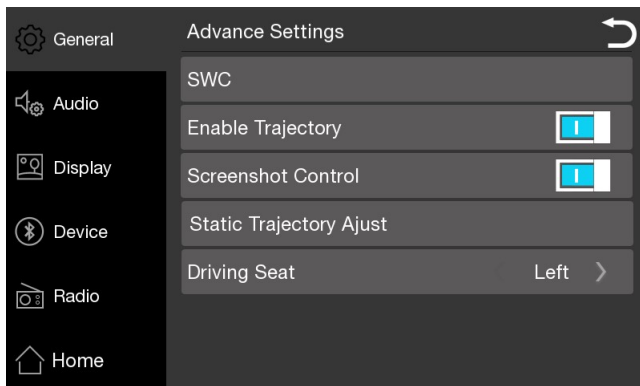 General
Audio
Display
Device
Radio
Home
Advance Settings
SWC
Enable Trajectory
Screenshot Control
Static Trajectory Ajust
Driving Seat Left